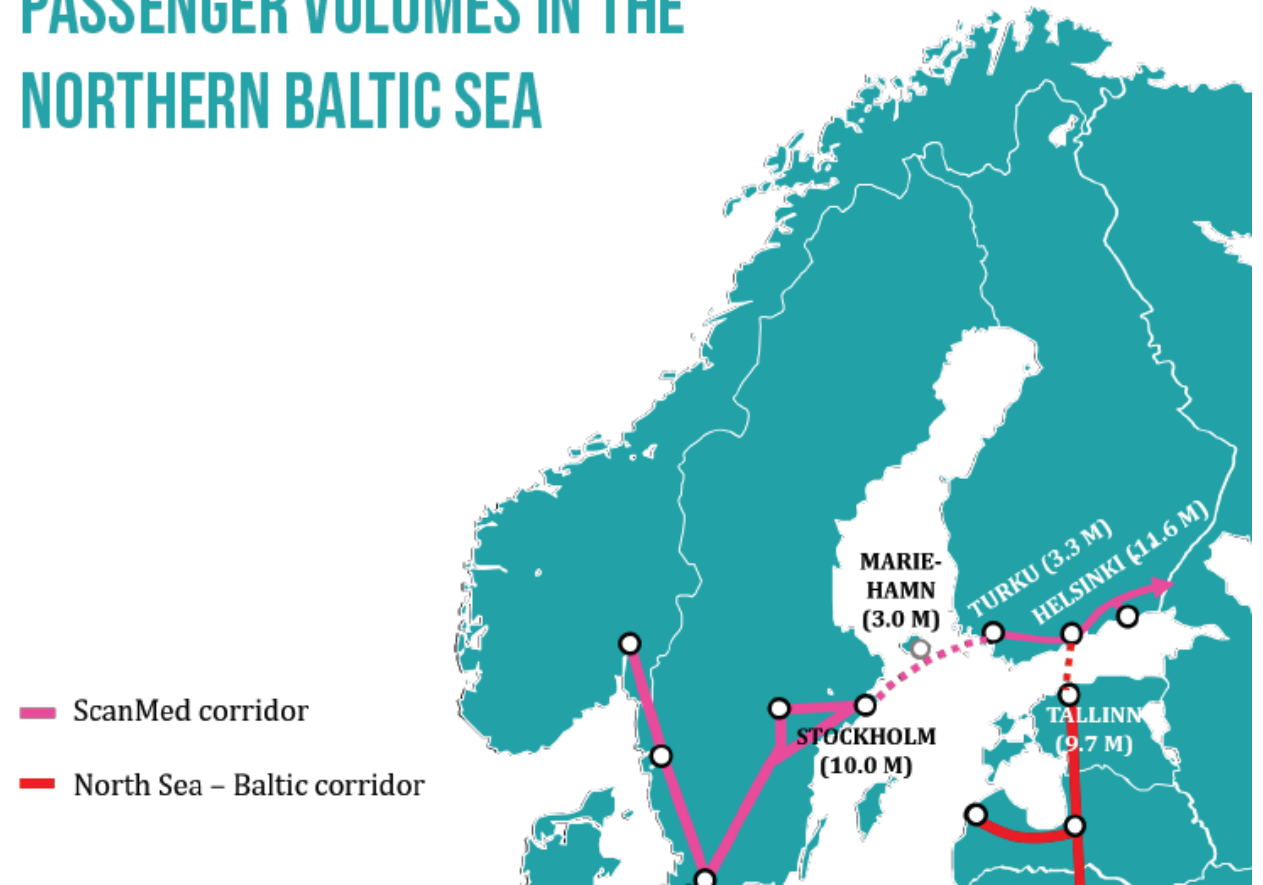 PASSENGER VOLUMES IN THE
NORTHERN BALTIC SEA
MARIE-
HAMN
(3.0 M)
TURKU (3.3 M)
HELSINKI (11.6 M)
ScanMed corridor
TALLINN
(9.7 M)
STOCKHOLM
(10.0 M)
North Sea – Baltic corridor